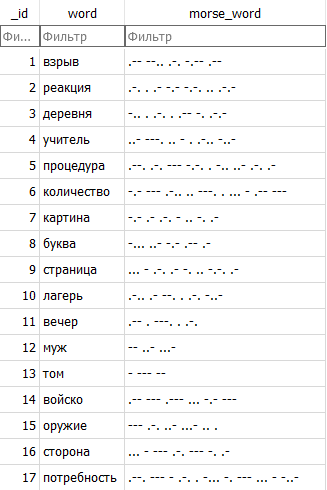 _id word morse_word
Фи... Фильтр Фильтр
1 взрыв .-- --.. .-. -.-- .--
2 реакция .-. . .- -.- -.-. .. .-.-
3 деревня -.. . .-. . .-- -. .-.-
4 учитель ..- ---. .. - . .-.. -..-
5 процедура .--. .-. --- -.-. . -.. ..- .-. .-
6 количество -.- --- .-.. .. ---. . ... - .-- ---
7 картина -.- .- .-. - .. -. .-
8 буква -... ..- -.- .-- .-
9 страница ... - .-. .- -. .. -.-. .-
10 лагерь .-.. .- --. . .-. -..-
11 вечер .-- . ---. . .-.
12 муж -- ..- ...-
13 том - --- --
14 войско .-- --- .--- ... -.- ---
15 оружие --- .-. ..- ...- .. .
16 сторона ... - --- .-. --- -. .-
17 потребность .--. --- - .-. . -... -. --- ... - -..-